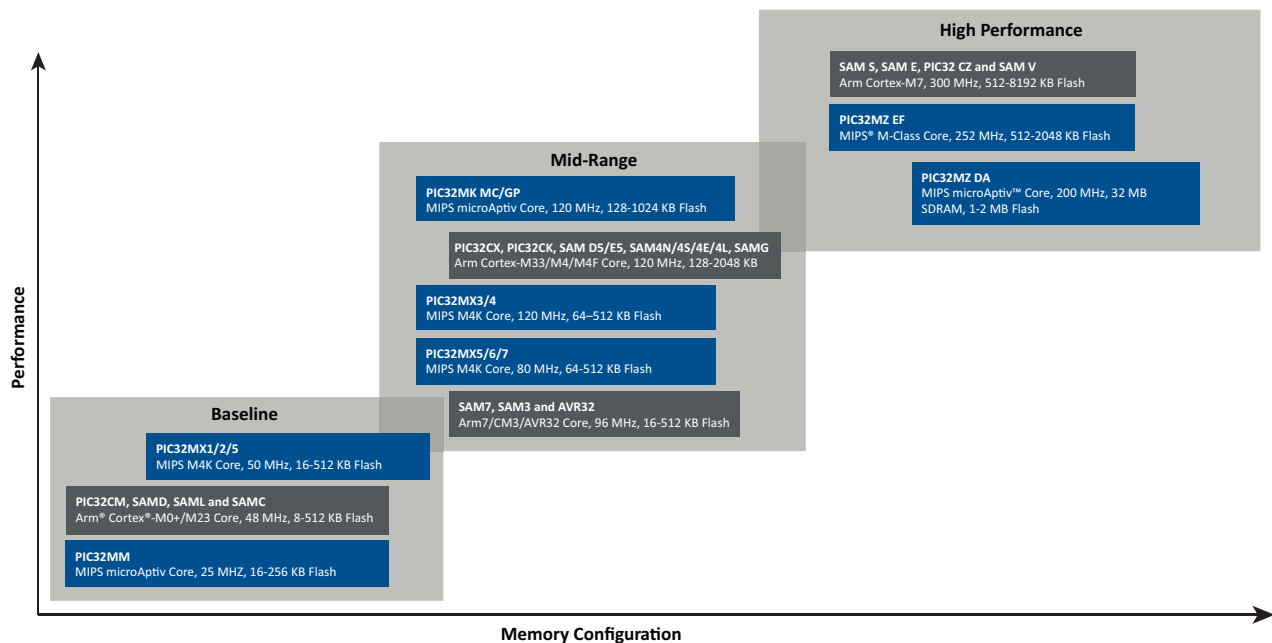 High Performance
SAM S, SAM E, PIC32 CZ and SAM V
Arm Cortex-M7, 300 MHz, 512-8192 KB Flash
PIC32MZ EF
MIPS® M-Class Core, 252 MHz, 512-2048 KB Flash
PIC32MZ DA
MIPS microAptiv™ Core, 200 MHz, 32 MB
SDRAM, 1-2 MB Flash
Mid-Range
PIC32MK MC/GP
MIPS microAptiv Core, 120 MHz, 128-1024 KB Flash
PIC32CX, PIC32CK, SAM D5/E5, SAM4N/4S/4E/4L, SAMG
Arm Cortex-M33/M4/M4F Core, 120 MHz, 128-2048 KB
PIC32MX3/4
MIPS M4K Core, 120 MHz, 64–512 KB Flash
PIC32MX5/6/7
MIPS M4K Core, 80 MHz, 64-512 KB Flash
SAM7, SAM3 and AVR32
Arm7/CM3/AVR32 Core, 96 MHz, 16-512 KB Flash
Baseline
PIC32MX1/2/5
MIPS M4K Core, 50 MHz, 16-512 KB Flash
PIC32CM, SAMD, SAML and SAMC
Arm® Cortex®-M0+/M23 Core, 48 MHz, 8-512 KB Flash
PIC32MM
MIPS microAptiv Core, 25 MHZ, 16-256 KB Flash
Performance
Memory Configuration